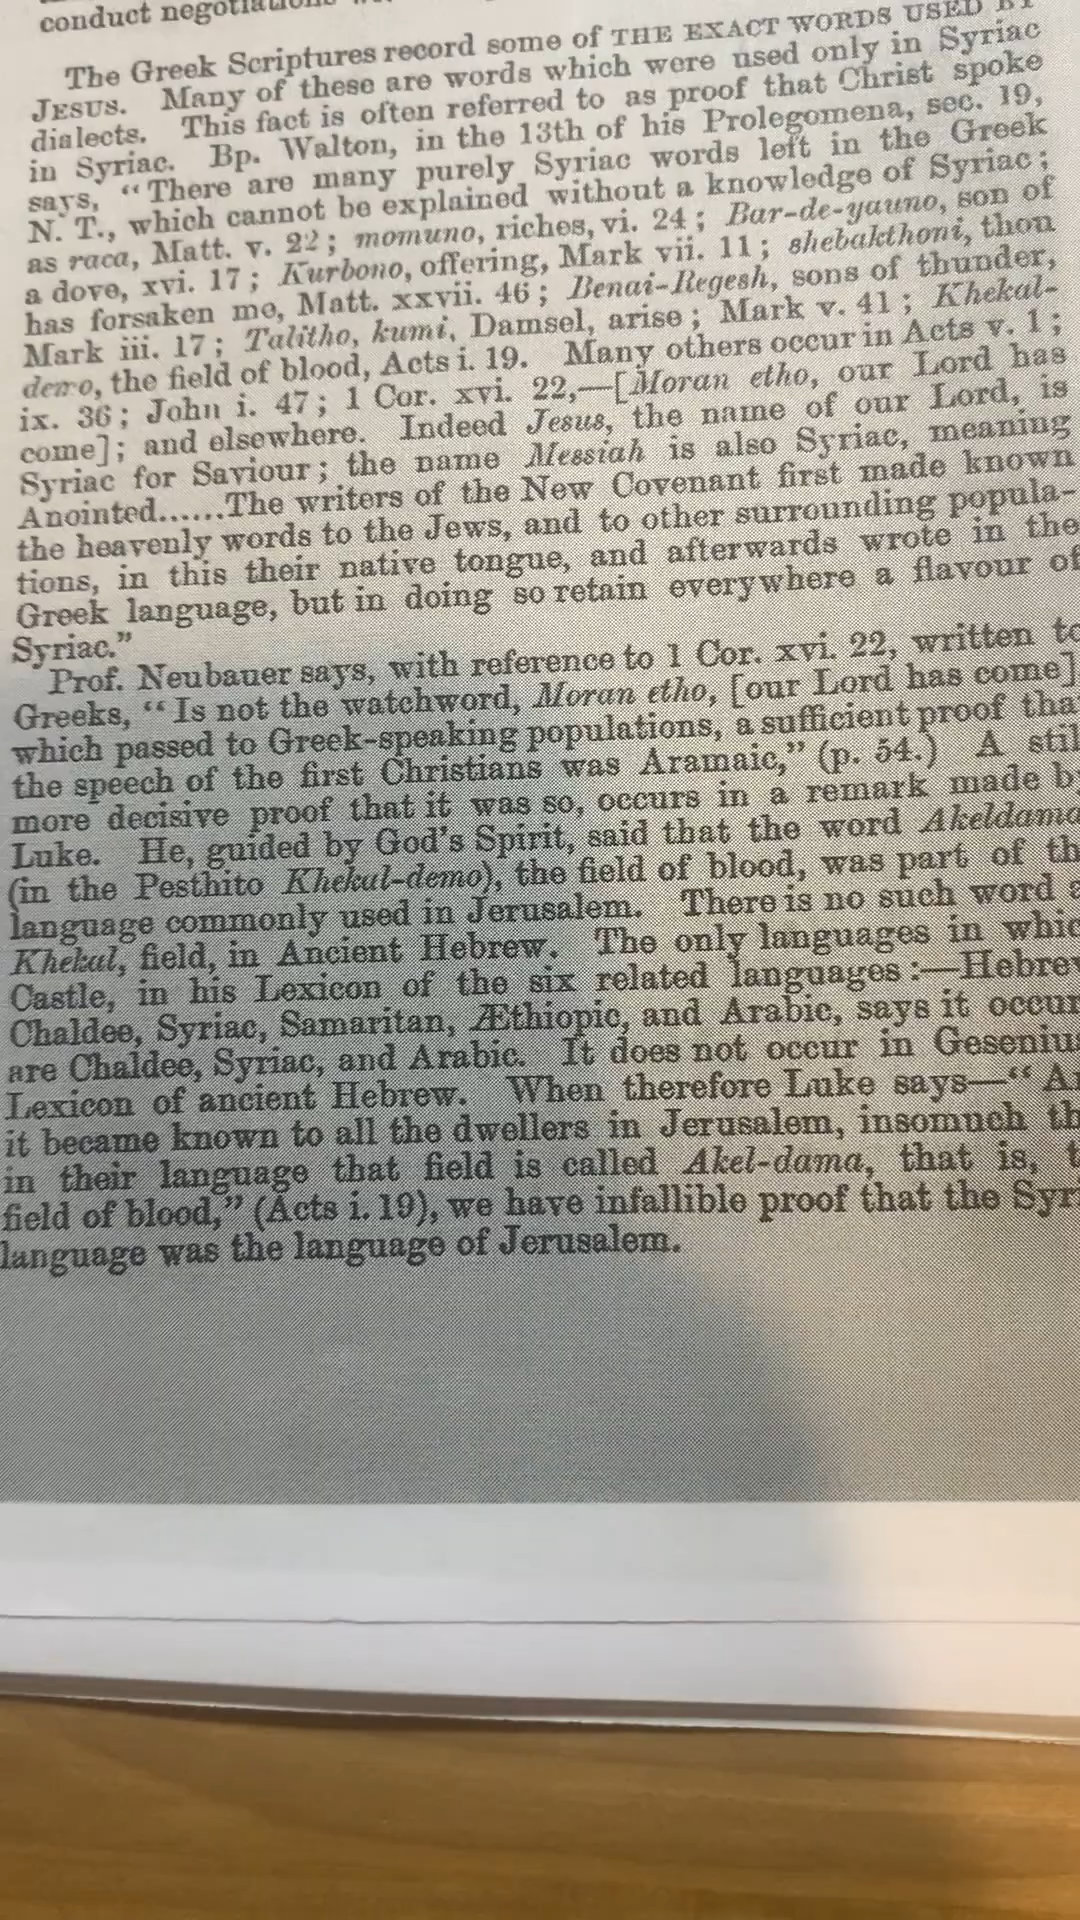 conduct negotiations
The Greek Scriptures record some of THE EXACT WORDS USED BY
JESUS. Many of these are words which were used only in Syriac
dialects. This fact is often referred to as proof that Christ spoke
in Syriac. Bp. Walton, in the 13th of his Prolegomena, sec. 19,
says, “There are many purely Syriac words left in the Greek
N. T., which cannot be explained without a knowledge of Syriac;
as raca, Matt. v. 22; momuno, riches, vi. 24; Bar-de-yauno, son of
a dove, xvi. 17; Kurbono, offering, Mark vii. 11; shebakthoni, thou
has forsaken me, Matt. xxvii. 46; Benai-Regesh, sons of thunder,
Mark iii. 17; Talitho, kumi, Damsel, arise; Mark v. 41; Khekal-
demo, the field of blood, Acts i. 19. Many others occur in Acts v. 1;
ix. 36; John i. 47; 1 Cor. xvi. 22,—[Moran etho, our Lord has
come]; and elsewhere. Indeed Jesus, the name of our Lord, is
Syriac for Saviour; the name Messiah is also Syriac, meaning
Anointed......The writers of the New Covenant first made known
the heavenly words to the Jews, and to other surrounding popula-
tions, in this their native tongue, and afterwards wrote in the
Greek language, but in doing so retain everywhere a flavour of
Syriac.”
Prof. Neubauer says, with reference to 1 Cor. xvi. 22, written to
Greeks, “Is not the watchword, Moran etho, [our Lord has come]
which passed to Greek-speaking populations, a sufficient proof tha
the speech of the first Christians was Aramaic,” (p. 54.) A stil
more decisive proof that it was so, occurs in a remark made by
Luke. He, guided by God’s Spirit, said that the word Akeldama
(in the Pesthito Khekul-demo), the field of blood, was part of th
language commonly used in Jerusalem. There is no such word a
Khekul, field, in Ancient Hebrew. The only languages in whic
Castle, in his Lexicon of the six related languages:—Hebrew
Chaldee, Syriac, Samaritan, Æthiopic, and Arabic, says it occur
are Chaldee, Syriac, and Arabic. It does not occur in Gesenius
Lexicon of ancient Hebrew. When therefore Luke says—“ An
it became known to all the dwellers in Jerusalem, insomuch th
in their language that field is called Akel-dama, that is, t
field of blood,” (Acts i. 19), we have infallible proof that the Syr
language was the language of Jerusalem.